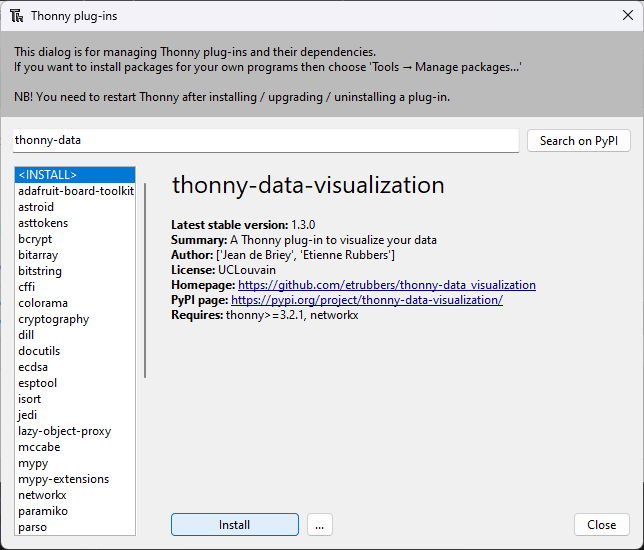 Thonny plug-ins
This dialog is for managing Thonny plug-ins and their dependencies.
If you want to install packages for your own programs then choose 'Tools → Manage packages...'
NB! You need to restart Thonny after installing / upgrading / uninstalling a plug-in.
thonny-data
Search on PyPI
<INSTALL>
adafruit-board-toolkit
astroid
asttokens
bcrypt
bitarray
bitstring
cffi
colorama
cryptography
dill
docutils
ecdsa
esptool
isort
jedi
lazy-object-proxy
mccabe
mypy
mypy-extensions
networkx
paramiko
parso
thonny-data-visualization
Latest stable version: 1.3.0
Summary: A Thonny plug-in to visualize your data
Author: ['Jean de Briey', 'Etienne Rubbers']
License: UCLouvain
Homepage: https://github.com/etrubbers/thonny-data_visualization
PyPI page: https://pypi.org/project/thonny-data-visualization/
Requires: thonny>=3.2.1, networkx
Install
...
Close